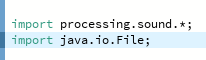 import processing.sound.*;
import java.io.File;